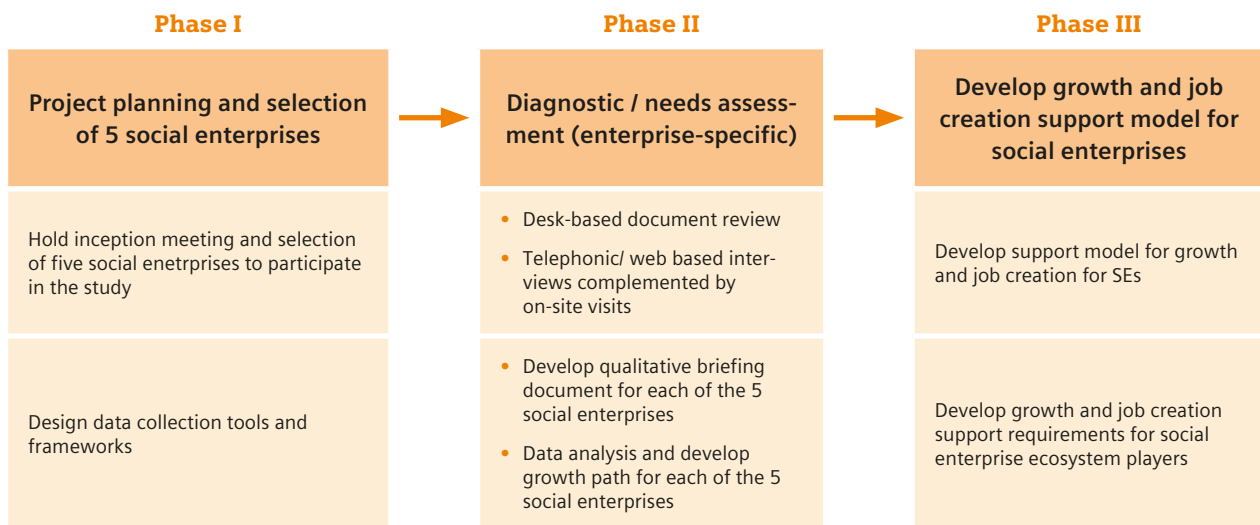 Phase I
Project planning and selection
of 5 social enterprises
Hold inception meeting and selection
of five social enetrprises to participate
in the study
Design data collection tools and
frameworks
Phase II
Diagnostic / needs assess-
ment (enterprise-specific)
• Desk-based document review
• Telephonic/ web based inter-
views complemented by
on-site visits
• Develop qualitative briefing
document for each of the 5
social enterprises
• Data analysis and develop
growth path for each of the 5
social enterprises
Phase III
Develop growth and job
creation support model for
social enterprises
Develop support model for growth
and job creation for SEs
Develop growth and job creation
support requirements for social
enterprise ecosystem players